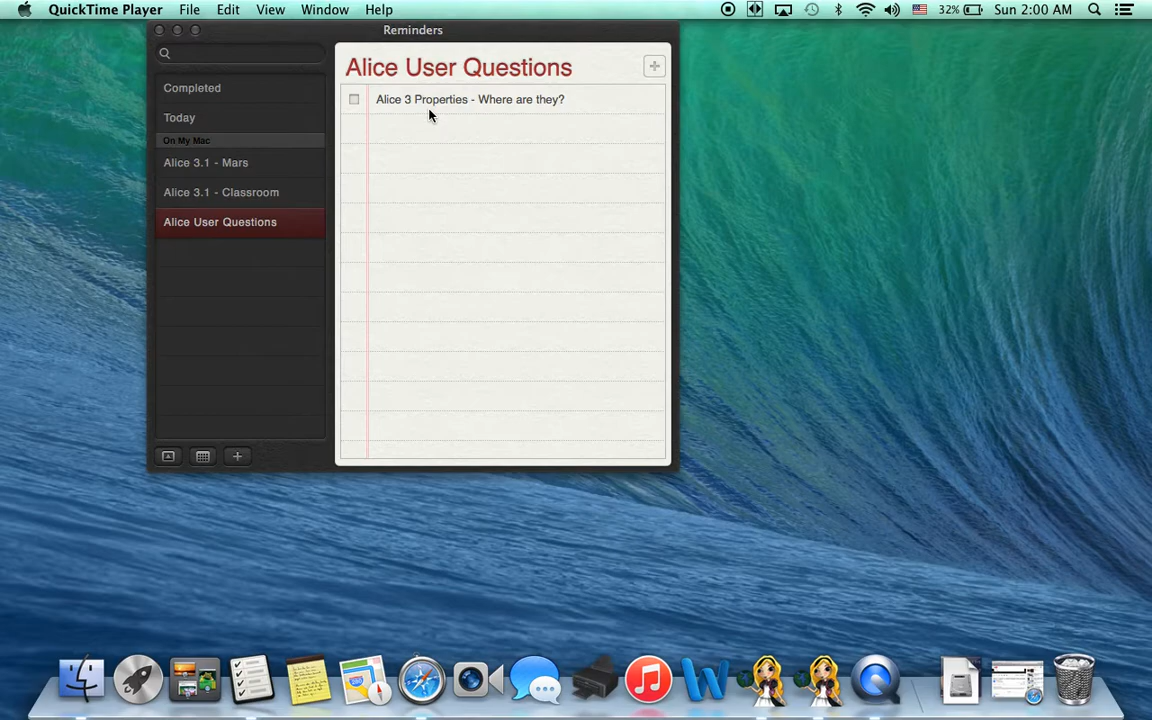 QuickTime Player File Edit View Window Help 32% Sun 2:00 AM
Reminders
Completed
Today
On My Mac
Alice 3.1 - Mars
Alice 3.1 - Classroom
Alice User Questions
Alice User Questions
Alice 3 Properties - Where are they?